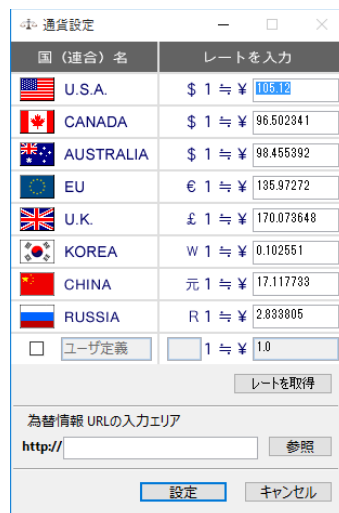 通貨設定
国（連合）名 レートを入力
U.S.A. $ 1 ≒ ¥ 105.12
CANADA $ 1 ≒ ¥ 96.502341
AUSTRALIA $ 1 ≒ ¥ 98.455392
EU € 1 ≒ ¥ 135.97272
U.K. £ 1 ≒ ¥ 170.073648
KOREA W 1 ≒ ¥ 0.102551
CHINA 元 1 ≒ ¥ 17.117733
RUSSIA R 1 ≒ ¥ 2.833805
ユーザ定義 1 ≒ ¥ 1.0
レートを取得
為替情報 URLの入力エリア
http:// 参照
設定 キャンセル